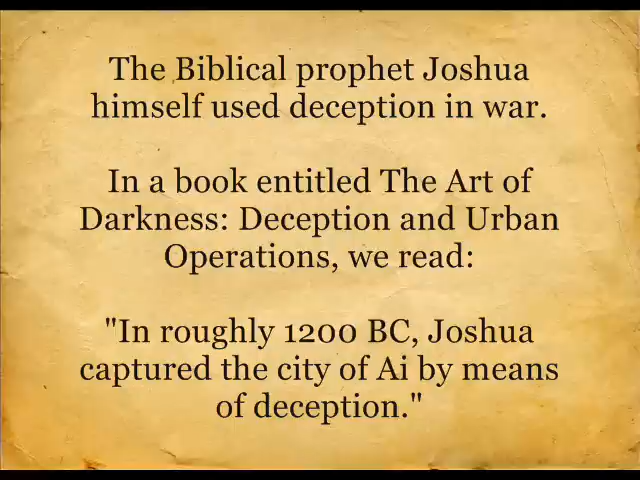 The Biblical prophet Joshua
himself used deception in war.
In a book entitled The Art of
Darkness: Deception and Urban
Operations, we read:
"In roughly 1200 BC, Joshua
captured the city of Ai by means
of deception."